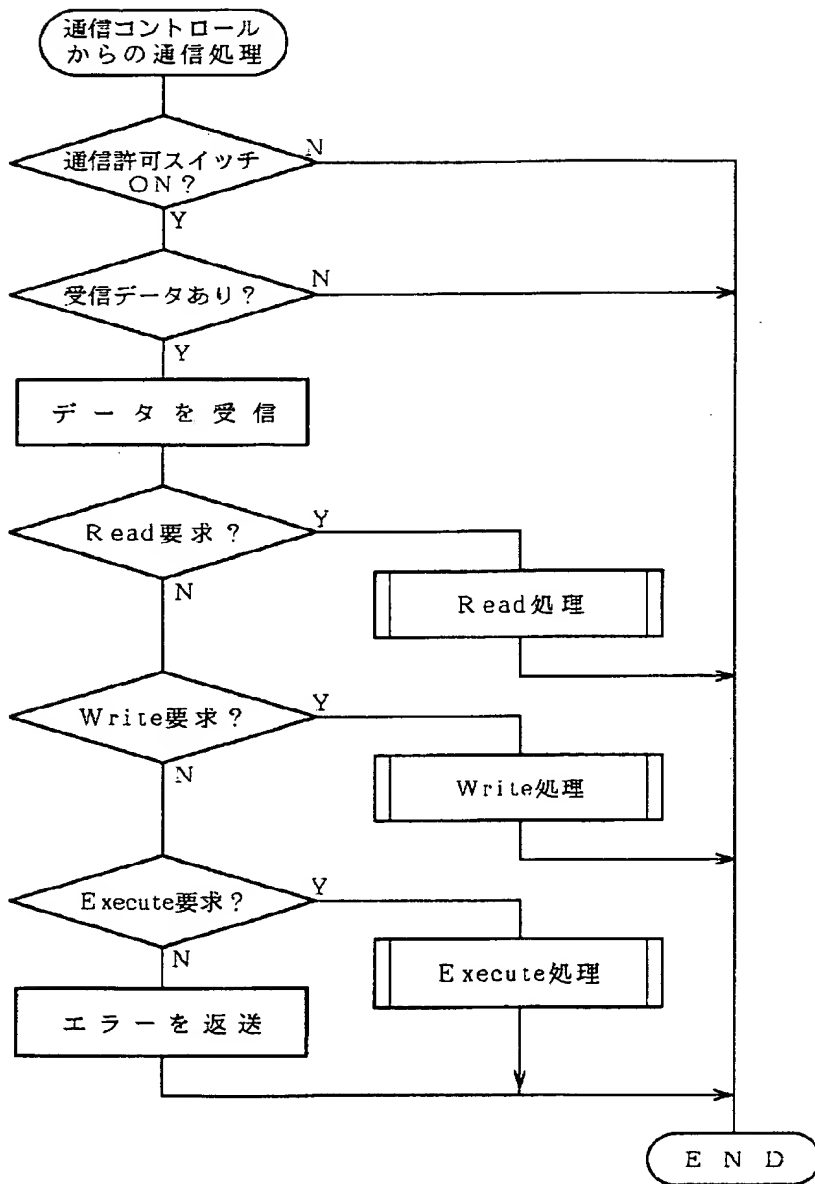 通信コントロール
からの通信処理
通信許可スイッチ
ON?
N
Y
受信データあり?
N
Y
データを受信
Read要求?
Y
N
Read処理
Write要求?
Y
N
Write処理
Execute要求?
Y
N
Execute処理
エラーを返送
END